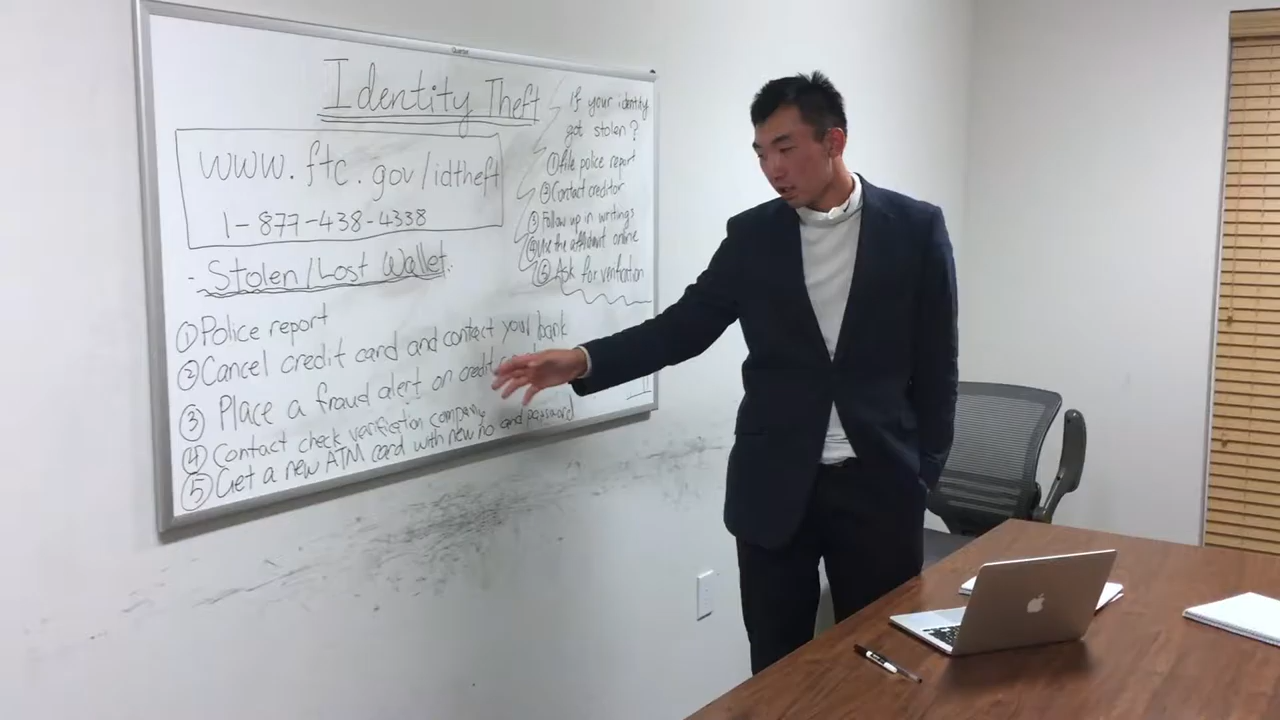 Identity Theft
www.ftc.gov/idtheft
1-877-438-4338
- Stolen/Lost Wallet.
① Police report
② Cancel credit card and contact your bank
③ Place a fraud alert on credit
④ Contact check verification company
⑤ Get a new ATM card with new no and password
If your identity
got stolen?
① file police report
② Contact creditor
③ Follow up in writings
④ Use the affidavit online
⑤ Ask for verification